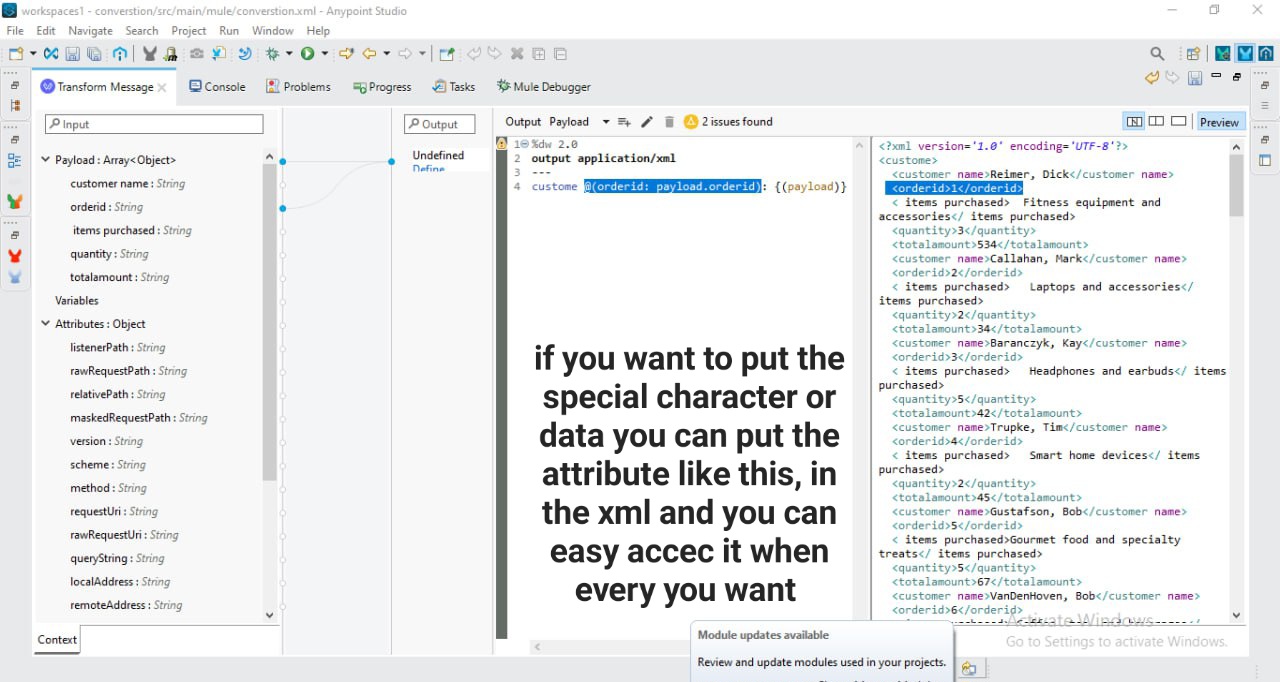 workspaces1 - converstion/src/main/mule/converstion.xml - Anypoint Studio
File Edit Navigate Search Project Run Window Help
Transform Message Console Problems Progress Tasks Mule Debugger
Input
Payload : Array<Object>
customer name : String
orderid : String
items purchased : String
quantity : String
totalamount : String
Variables
Attributes : Object
listenerPath : String
rawRequestPath : String
relativePath : String
maskedRequestPath : String
version : String
scheme : String
method : String
requestUri : String
rawRequestUri : String
queryString : String
localAddress : String
remoteAddress : String
Context
Output
Undefined
Define
Output Payload 2 issues found Preview
1 %dw 2.0
2 output application/xml
3 ---
4 custome @(orderid: payload.orderid): {(payload)}
if you want to put the
special character or
data you can put the
attribute like this, in
the xml and you can
easy accec it when
every you want
<?xml version='1.0' encoding='UTF-8'?>
<custome>
<customer name>Reimer, Dick</customer name>
<orderid>1</orderid>
< items purchased> Fitness equipment and
accessories</ items purchased>
<quantity>3</quantity>
<totalamount>534</totalamount>
<customer name>Callahan, Mark</customer name>
<orderid>2</orderid>
< items purchased> Laptops and accessories</
items purchased>
<quantity>2</quantity>
<totalamount>34</totalamount>
<customer name>Baranczyk, Kay</customer name>
<orderid>3</orderid>
< items purchased> Headphones and earbuds</ items
purchased>
<quantity>5</quantity>
<totalamount>42</totalamount>
<customer name>Trupke, Tim</customer name>
<orderid>4</orderid>
< items purchased> Smart home devices</ items
purchased>
<quantity>2</quantity>
<totalamount>45</totalamount>
<customer name>Gustafson, Bob</customer name>
<orderid>5</orderid>
< items purchased>Gourmet food and specialty
treats</ items purchased>
<quantity>5</quantity>
<totalamount>67</totalamount>
<customer name>VanDenHoven, Bob</customer name>
<orderid>6</orderid>
Activate Windows
Go to Settings to activate Windows.
Module updates available
Review and update modules used in your projects.